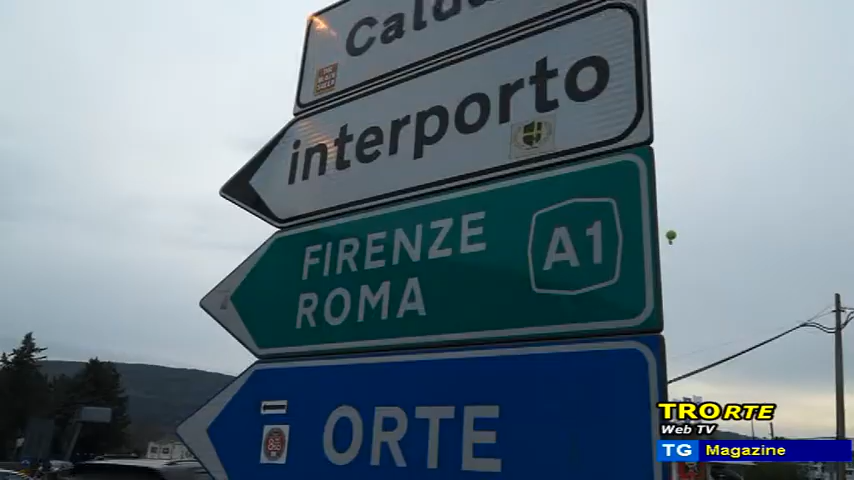 interporto
FIRENZE
ROMA
A1
ORTE
TRORTE
Web TV
TG Magazine